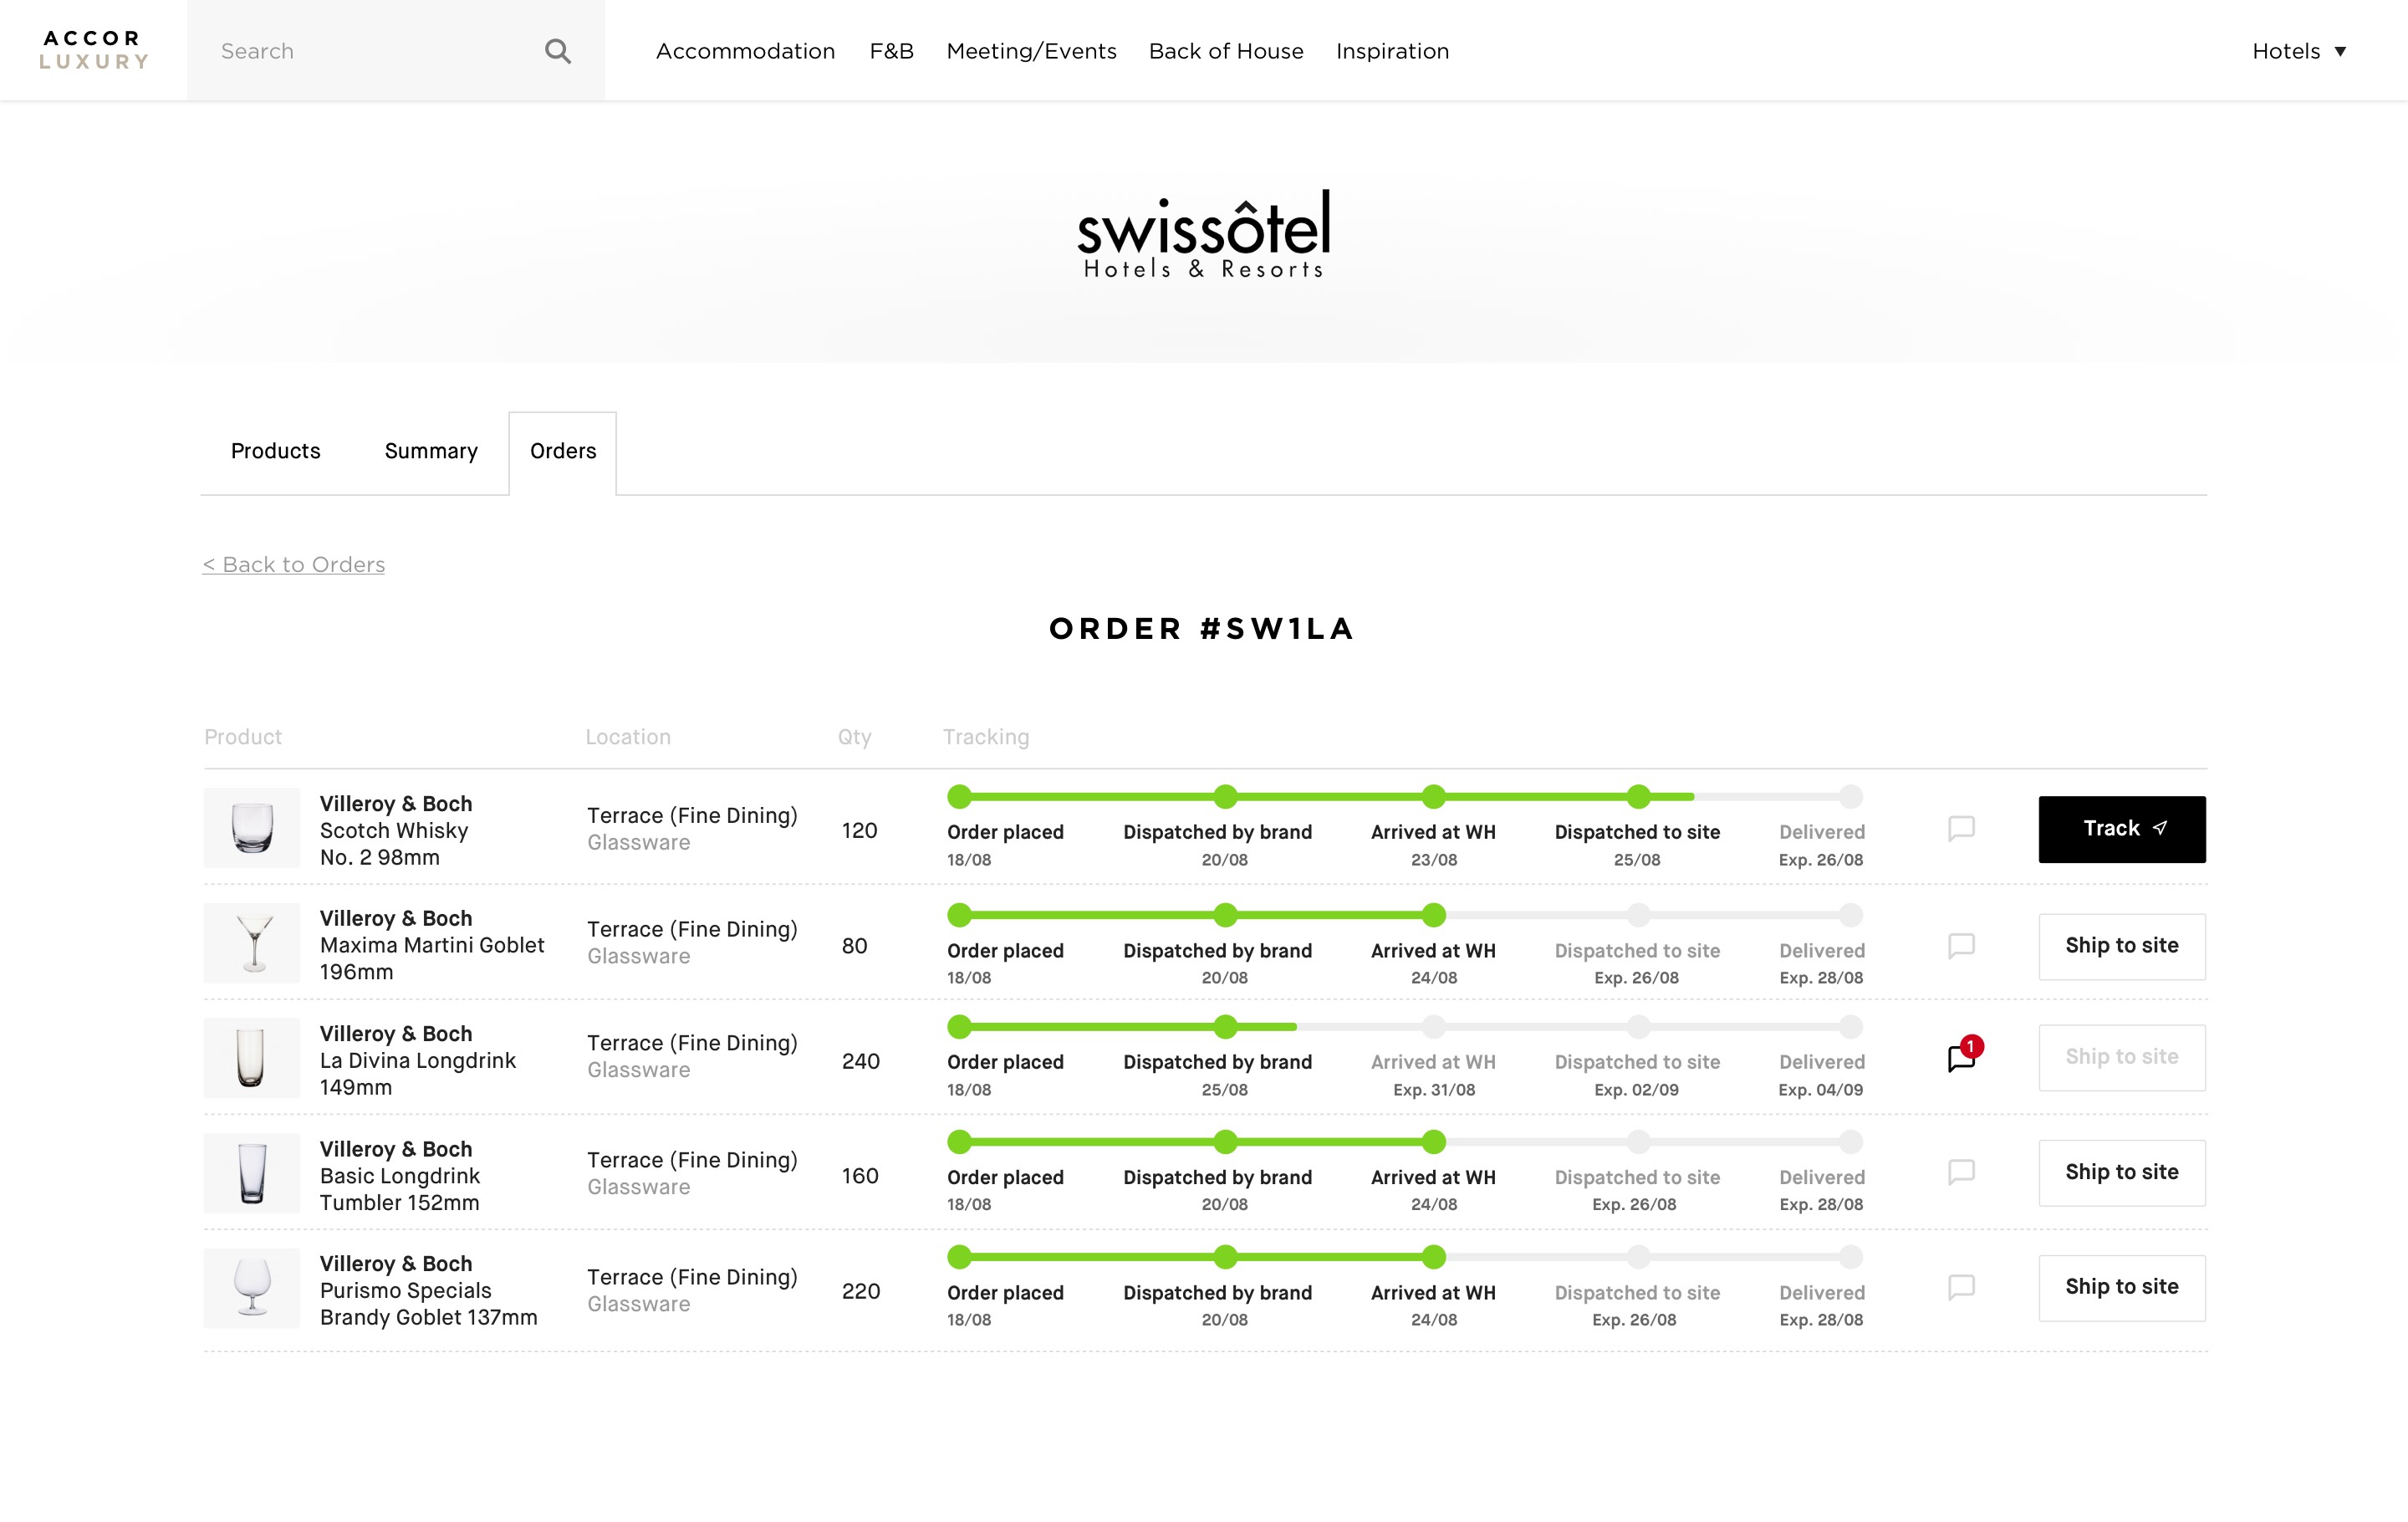 ACCOR
LUXURY
Search
Accommodation F&B Meeting/Events Back of House Inspiration
Hotels
swissôtel
Hotels & Resorts
Products Summary Orders
< Back to Orders
ORDER #SW1LA
Product Location Qty Tracking
Villeroy & Boch
Scotch Whisky
No. 2 98mm
Terrace (Fine Dining)
Glassware
120
Order placed Dispatched by brand Arrived at WH Dispatched to site Delivered
18/08 20/08 23/08 25/08 Exp. 26/08
Track
Villeroy & Boch
Maxima Martini Goblet
196mm
Terrace (Fine Dining)
Glassware
80
Order placed Dispatched by brand Arrived at WH Dispatched to site Delivered
18/08 20/08 24/08 Exp. 26/08 Exp. 28/08
Ship to site
Villeroy & Boch
La Divina Longdrink
149mm
Terrace (Fine Dining)
Glassware
240
Order placed Dispatched by brand Arrived at WH Dispatched to site Delivered
18/08 25/08 Exp. 31/08 Exp. 02/09 Exp. 04/09
1
Ship to site
Villeroy & Boch
Basic Longdrink
Tumbler 152mm
Terrace (Fine Dining)
Glassware
160
Order placed Dispatched by brand Arrived at WH Dispatched to site Delivered
18/08 20/08 24/08 Exp. 26/08 Exp. 28/08
Ship to site
Villeroy & Boch
Purismo Specials
Brandy Goblet 137mm
Terrace (Fine Dining)
Glassware
220
Order placed Dispatched by brand Arrived at WH Dispatched to site Delivered
18/08 20/08 24/08 Exp. 26/08 Exp. 28/08
Ship to site